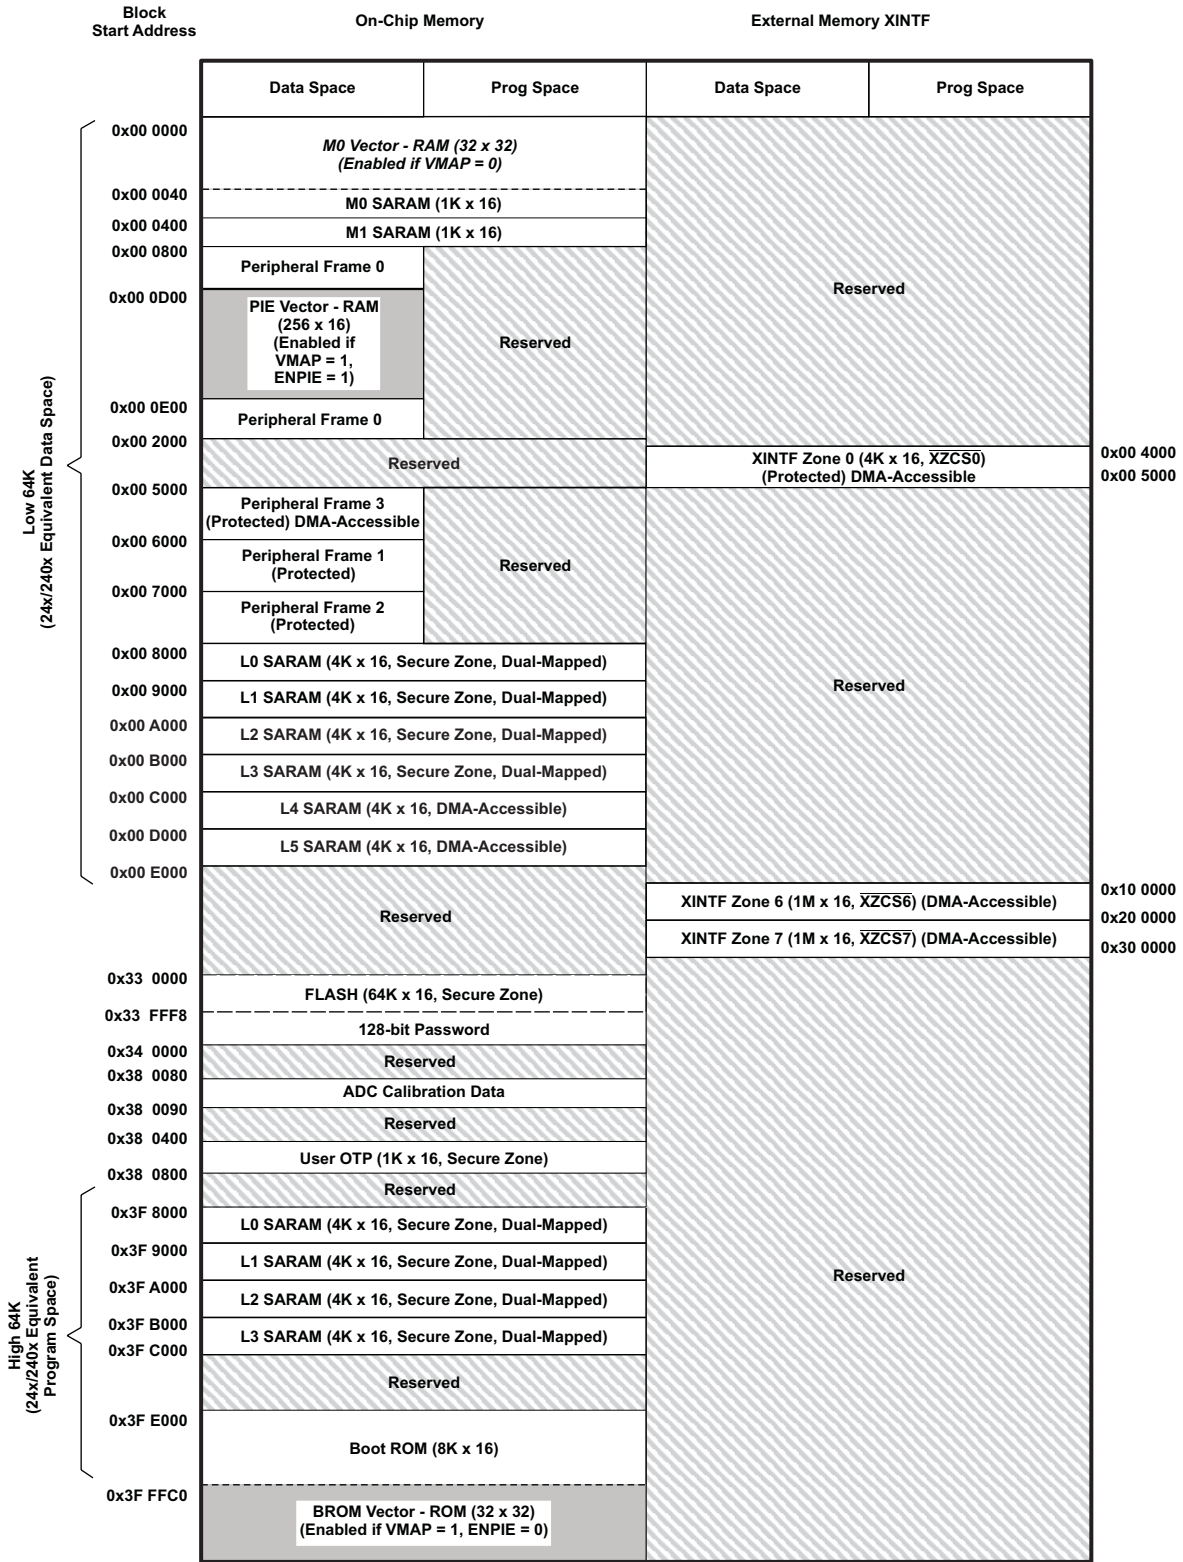 Block
Start Address
On-Chip Memory
External Memory XINTF
Data Space
Prog Space
Data Space
Prog Space
0x00 0000
M0 Vector - RAM (32 x 32)
(Enabled if VMAP = 0)
0x00 0040
M0 SARAM (1K x 16)
0x00 0400
M1 SARAM (1K x 16)
0x00 0800
Peripheral Frame 0
Reserved
0x00 0D00
PIE Vector - RAM
(256 x 16)
(Enabled if
VMAP = 1,
ENPIE = 1)
Reserved
0x00 0E00
Peripheral Frame 0
0x00 2000
Reserved
XINTF Zone 0 (4K x 16, XZCS0)
(Protected) DMA-Accessible
0x00 4000
0x00 5000
Low 64K
(24x/240x Equivalent Data Space)
0x00 5000
Peripheral Frame 3
(Protected) DMA-Accessible
Reserved
0x00 6000
Peripheral Frame 1
(Protected)
0x00 7000
Peripheral Frame 2
(Protected)
0x00 8000
L0 SARAM (4K x 16, Secure Zone, Dual-Mapped)
0x00 9000
L1 SARAM (4K x 16, Secure Zone, Dual-Mapped)
Reserved
0x00 A000
L2 SARAM (4K x 16, Secure Zone, Dual-Mapped)
0x00 B000
L3 SARAM (4K x 16, Secure Zone, Dual-Mapped)
0x00 C000
L4 SARAM (4K x 16, DMA-Accessible)
0x00 D000
L5 SARAM (4K x 16, DMA-Accessible)
0x00 E000
Reserved
XINTF Zone 6 (1M x 16, XZCS6) (DMA-Accessible)
0x10 0000
0x20 0000
XINTF Zone 7 (1M x 16, XZCS7) (DMA-Accessible)
0x30 0000
0x33 0000
FLASH (64K x 16, Secure Zone)
0x33 FFF8
128-bit Password
0x34 0000
Reserved
0x38 0080
ADC Calibration Data
0x38 0090
Reserved
0x38 0400
User OTP (1K x 16, Secure Zone)
0x38 0800
Reserved
0x3F 8000
L0 SARAM (4K x 16, Secure Zone, Dual-Mapped)
0x3F 9000
L1 SARAM (4K x 16, Secure Zone, Dual-Mapped)
Reserved
0x3F A000
L2 SARAM (4K x 16, Secure Zone, Dual-Mapped)
0x3F B000
L3 SARAM (4K x 16, Secure Zone, Dual-Mapped)
0x3F C000
High 64K
(24x/240x Equivalent
Program Space)
Reserved
0x3F E000
Boot ROM (8K x 16)
0x3F FFC0
BROM Vector - ROM (32 x 32)
(Enabled if VMAP = 1, ENPIE = 0)